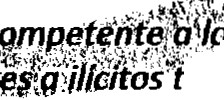 ompetente a lo
es a ilícitos t